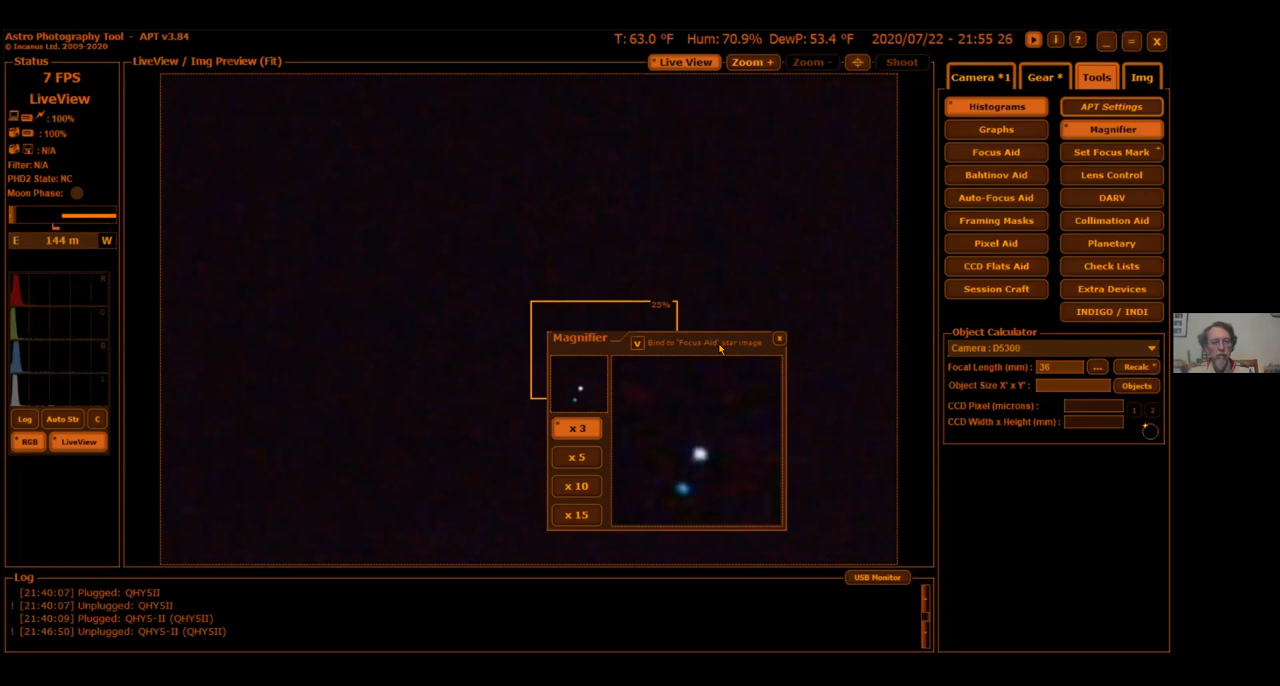 Astro Photography Tool - APT v3.84
© Incanus Ltd. 2009-2020
T: 63.0 ºF Hum: 70.9% DewP: 53.4 ºF 2020/07/22 - 21:55 26
i ? _ = X
Status
7 FPS
LiveView
: 100%
: 100%
: N/A
Filter: N/A
PHD2 State: NC
Moon Phase:
E 144 m W
R
G
B
L
Log Auto Str C
RGB LiveView
LiveView / Img Preview (Fit)
Live View Zoom + Zoom - Shoot
25%
Magnifier V Bind to "Focus Aid" star image x
x 3
x 5
x 10
x 15
Camera *1 Gear * Tools Img
Histograms APT Settings
Graphs Magnifier
Focus Aid Set Focus Mark
Bahtinov Aid Lens Control
Auto-Focus Aid DARV
Framing Masks Collimation Aid
Pixel Aid Planetary
CCD Flats Aid Check Lists
Session Craft Extra Devices
INDIGO / INDI
Object Calculator
Camera : D5300
Focal Length (mm) : 36 ... Recalc
Object Size X' x Y' : Objects
CCD Pixel (microns) : 1 2
CCD Width x Height (mm) :
Log USB Monitor
[21:40:07] Plugged: QHY5II
! [21:40:07] Unplugged: QHY5II
[21:40:09] Plugged: QHY5-II (QHY5II)
! [21:46:50] Unplugged: QHY5-II (QHY5II)